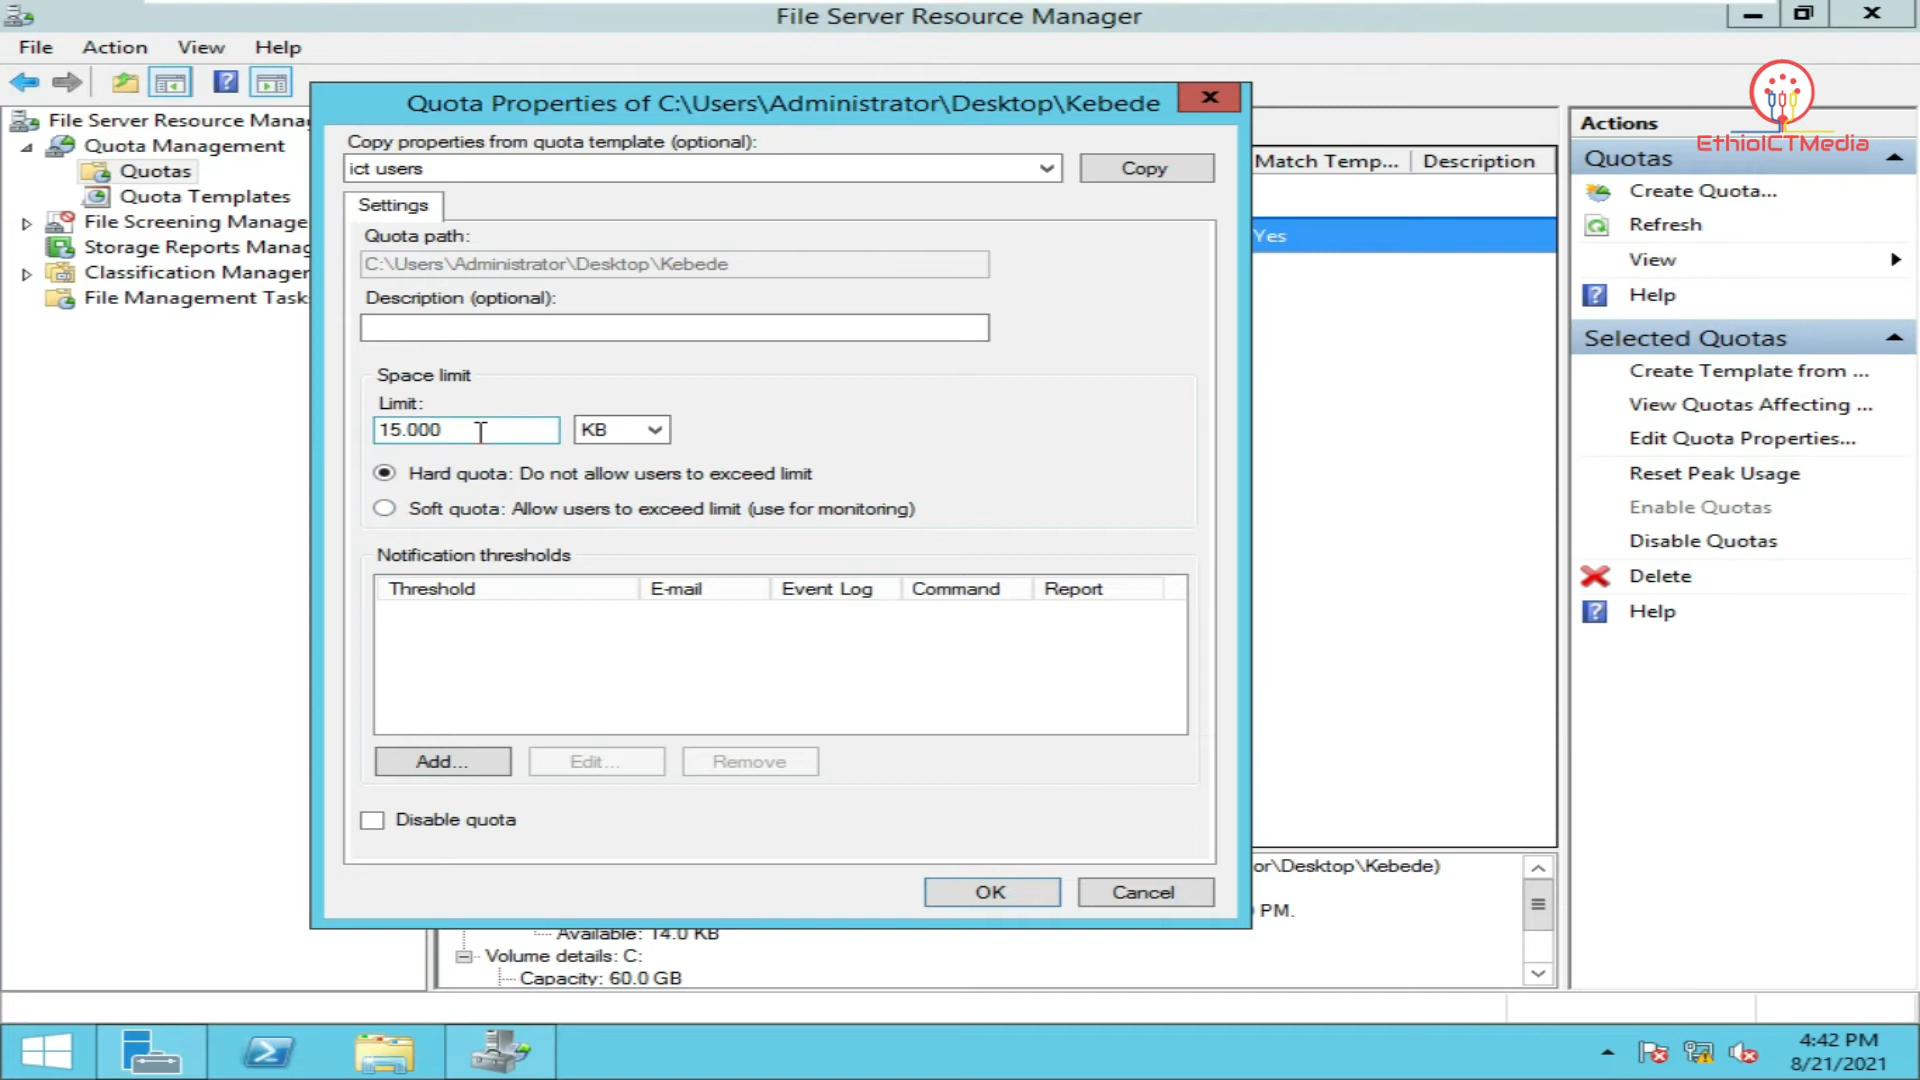 File Server Resource Manager
File Action View Help
EthioICTMedia
File Server Resource Mana
Quota Management
Quotas
Quota Templates
File Screening Manage
Storage Reports Manag
Classification Manager
File Management Task
Quota Properties of C:\Users\Administrator\Desktop\Kebede
Copy properties from quota template (optional):
ict users
Copy
Settings
Quota path:
C:\Users\Administrator\Desktop\Kebede
Description (optional):
Space limit
Limit:
15.000 KB
Hard quota: Do not allow users to exceed limit
Soft quota: Allow users to exceed limit (use for monitoring)
Notification thresholds
Threshold E-mail Event Log Command Report
Add... Edit... Remove
Disable quota
OK Cancel
Match Temp... Description
Yes
or\Desktop\Kebede)
PM.
Available: 14.0 KB
Volume details: C:
Capacity: 60.0 GB
Actions
Quotas
Create Quota...
Refresh
View
Help
Selected Quotas
Create Template from ...
View Quotas Affecting ...
Edit Quota Properties...
Reset Peak Usage
Enable Quotas
Disable Quotas
Delete
Help
4:42 PM
8/21/2021